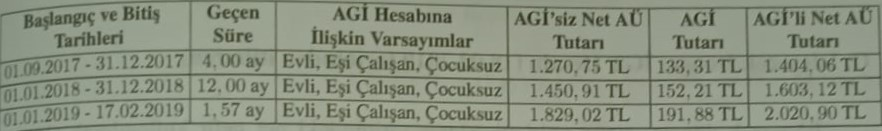 Başlangıç ve Bitiş Tarihleri | Geçen Süre | AGİ Hesabına İlişkin Varsayımlar | AGİ'siz Net AÜ Tutarı | AGİ Tutarı | AGİ'li Net AÜ Tutarı
01.09.2017 - 31.12.2017 | 4,00 ay | Evli, Eşi Çalışan, Çocuksuz | 1.270,75 TL | 133,31 TL | 1.404,06 TL
01.01.2018 - 31.12.2018 | 12,00 ay | Evli, Eşi Çalışan, Çocuksuz | 1.450,91 TL | 152,21 TL | 1.603,12 TL
01.01.2019 - 17.02.2019 | 1,57 ay | Evli, Eşi Çalışan, Çocuksuz | 1.829,02 TL | 191,88 TL | 2.020,90 TL